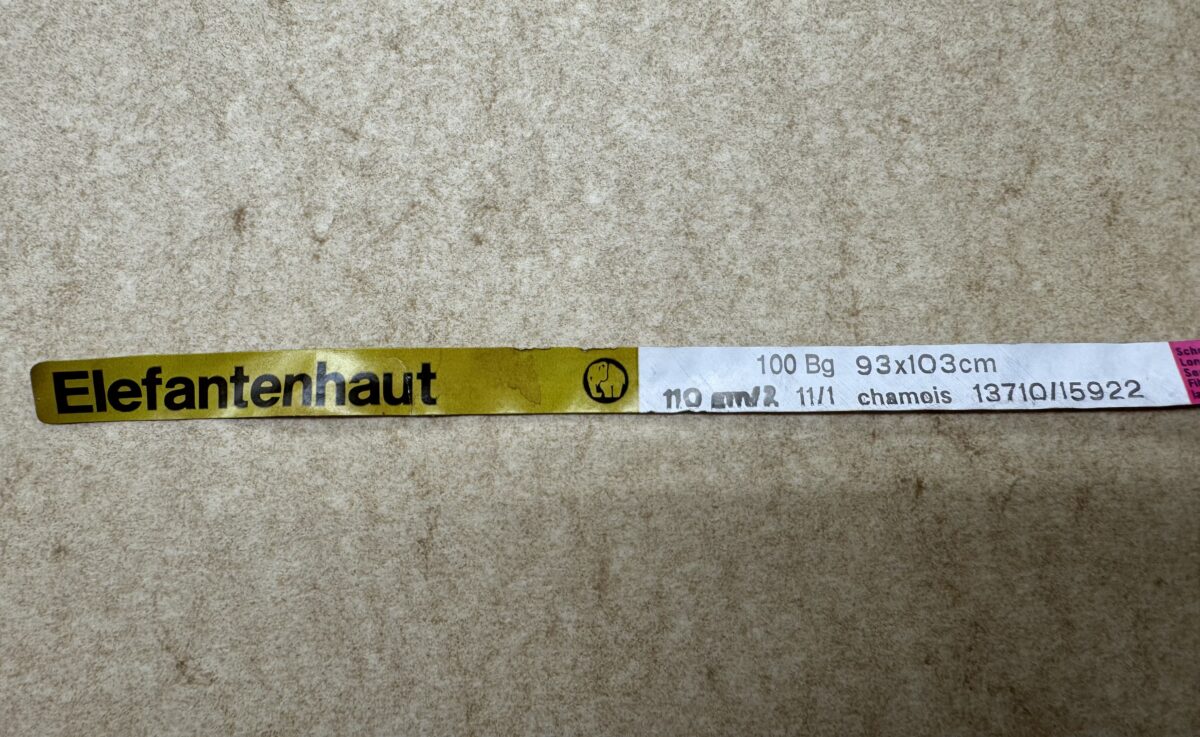 Elefantenhaut
100 Bg 93x103cm
110 gm/2 11/1 chamois 13710/15922